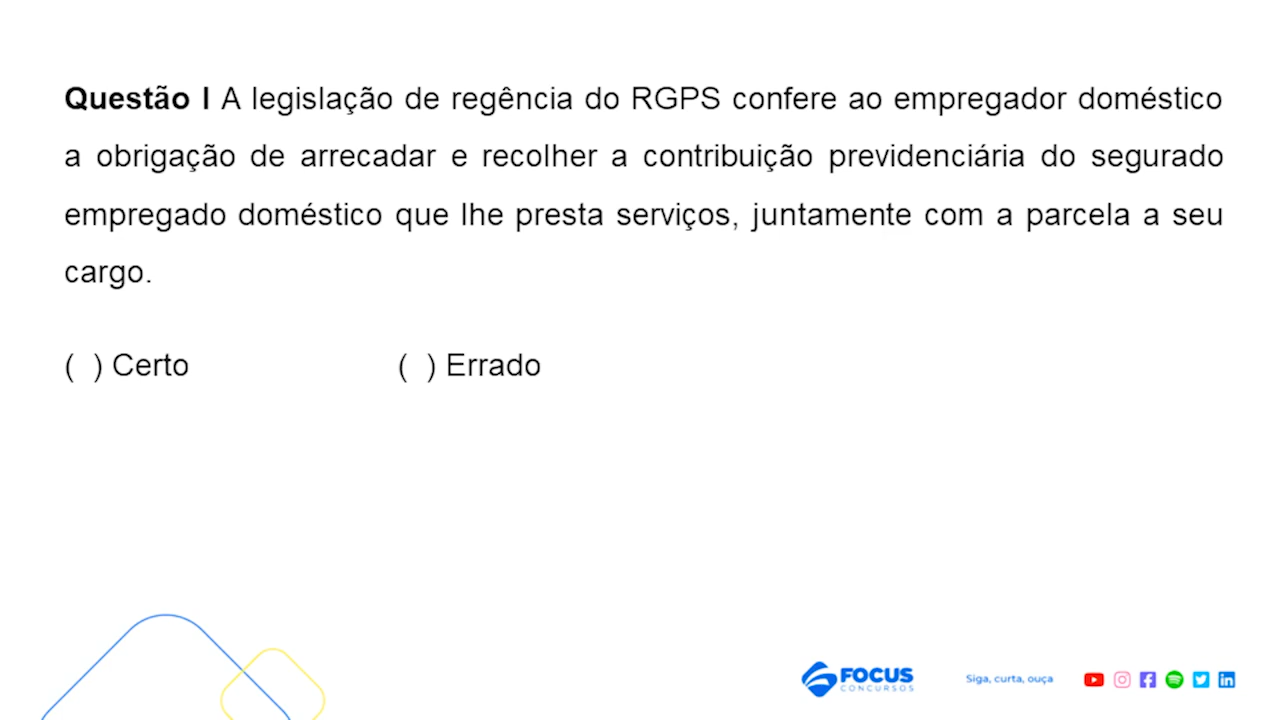 Questão I A legislação de regência do RGPS confere ao empregador doméstico
a obrigação de arrecadar e recolher a contribuição previdenciária do segurado
empregado doméstico que lhe presta serviços, juntamente com a parcela a seu
cargo.
( ) Certo ( ) Errado
FOCUS
CONCURSOS
Siga, curta, ouça